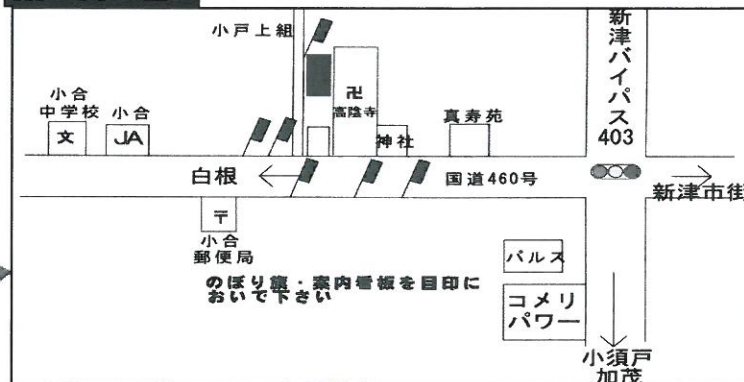 小戸上組
新津バイパス
403
小合
中学校
文
小合
JA
卍
高陰寺
神社
真寿苑
白根
国道460号
新津市街
〒
小合
郵便局
のぼり旗・案内看板を目印に
おいで下さい
パルス
コメリ
パワー
小須戸
加茂